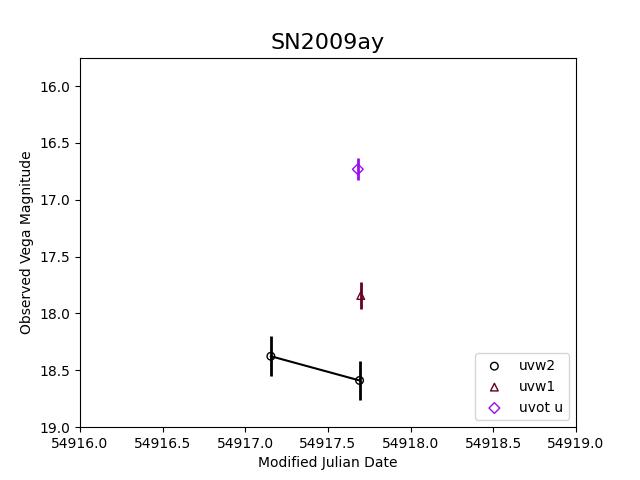 SN2009ay
16.0
16.5
17.0
17.5
18.0
18.5
19.0
Observed Vega Magnitude
uvw2
uvw1
uvot u
54916.0 54916.5 54917.0 54917.5 54918.0 54918.5 54919.0
Modified Julian Date